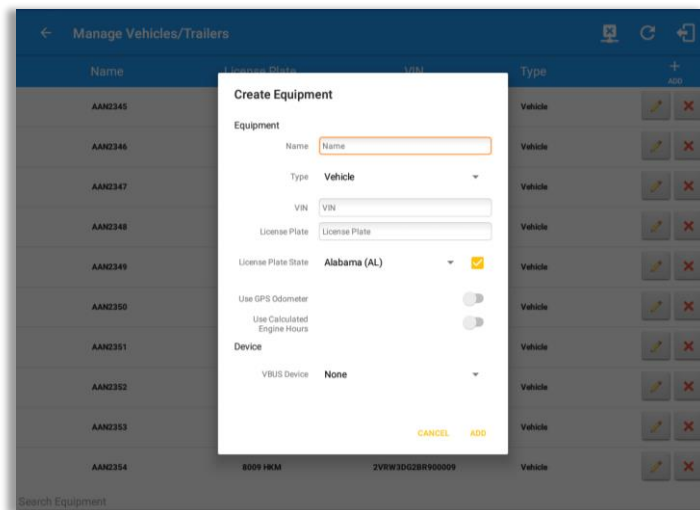 Manage Vehicles/Trailers
Name License Plate VIN Type ADD
AAN2345 Vehicle
AAN2346 Vehicle
AAN2347 Vehicle
AAN2348 Vehicle
AAN2349 Vehicle
AAN2350 Vehicle
AAN2351 Vehicle
AAN2352 Vehicle
AAN2353 Vehicle
AAN2354 8009 HKM 2VRW3DG2BR900009 Vehicle
Search Equipment
Create Equipment
Equipment
Name Name
Type Vehicle
VIN VIN
License Plate License Plate
License Plate State Alabama (AL)
Use GPS Odometer
Use Calculated
Engine Hours
Device
VBUS Device None
CANCEL ADD